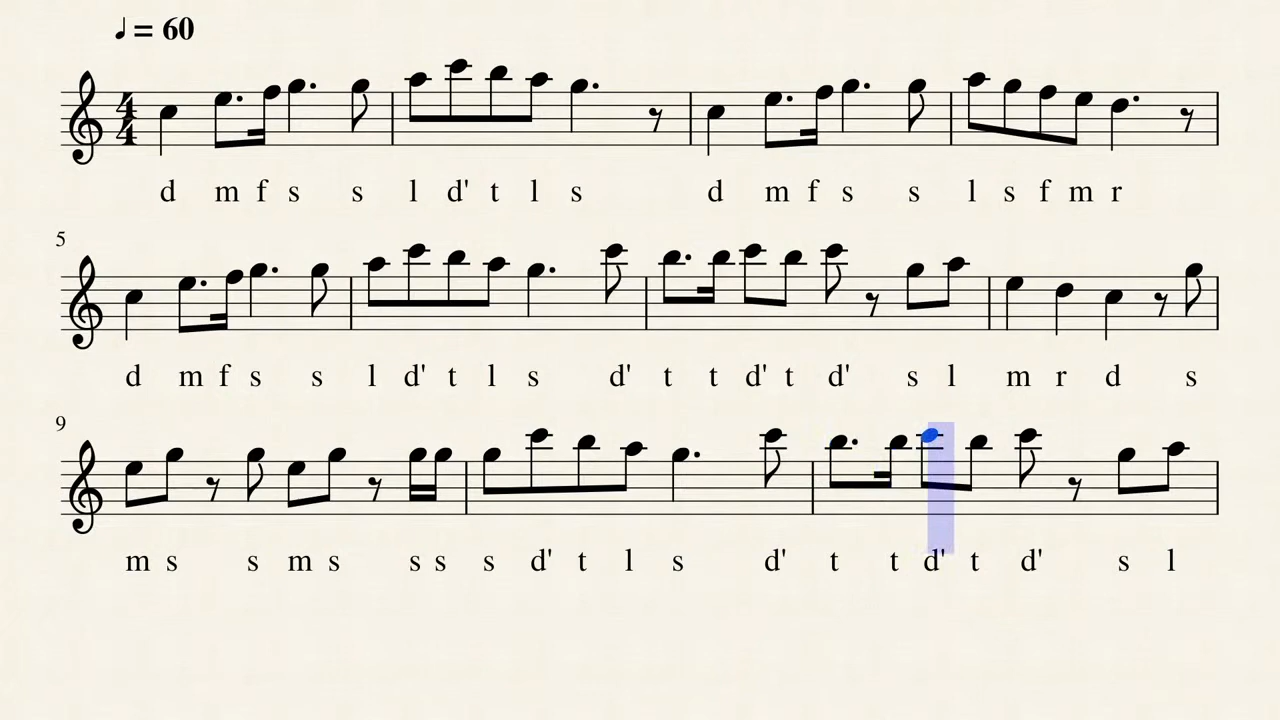 ♩ = 60
4
4
d m f s s l d' t l s d m f s s l s f m r
5
d m f s s l d' t l s d' t t d' t d' s l m r d s
9
m s s m s s s s d' t l s d' t t d' t d' s l